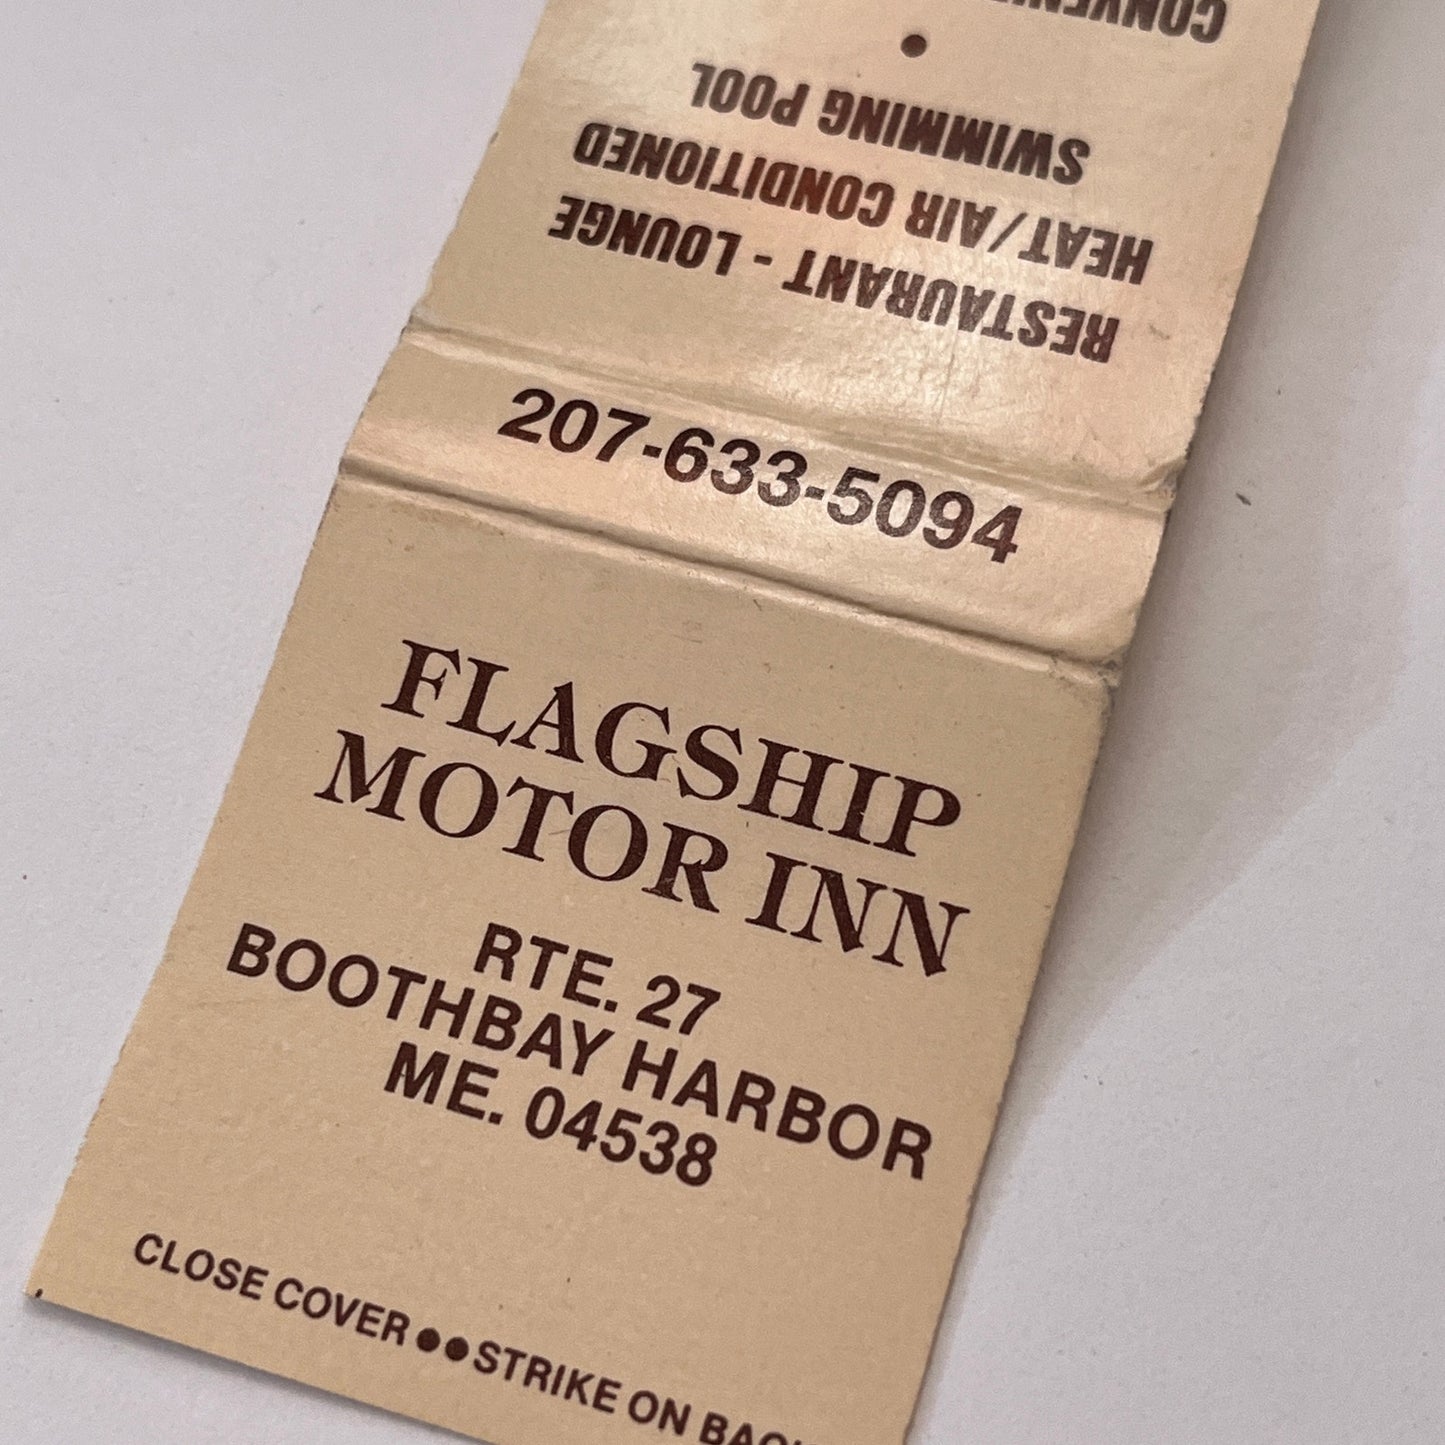 SWIMMING POOL
HEAT/AIR CONDITIONED
RESTAURANT - LOUNGE
207-633-5094
FLAGSHIP
MOTOR INN
RTE. 27
BOOTHBAY HARBOR
ME. 04538
CLOSE COVER ●● STRIKE ON